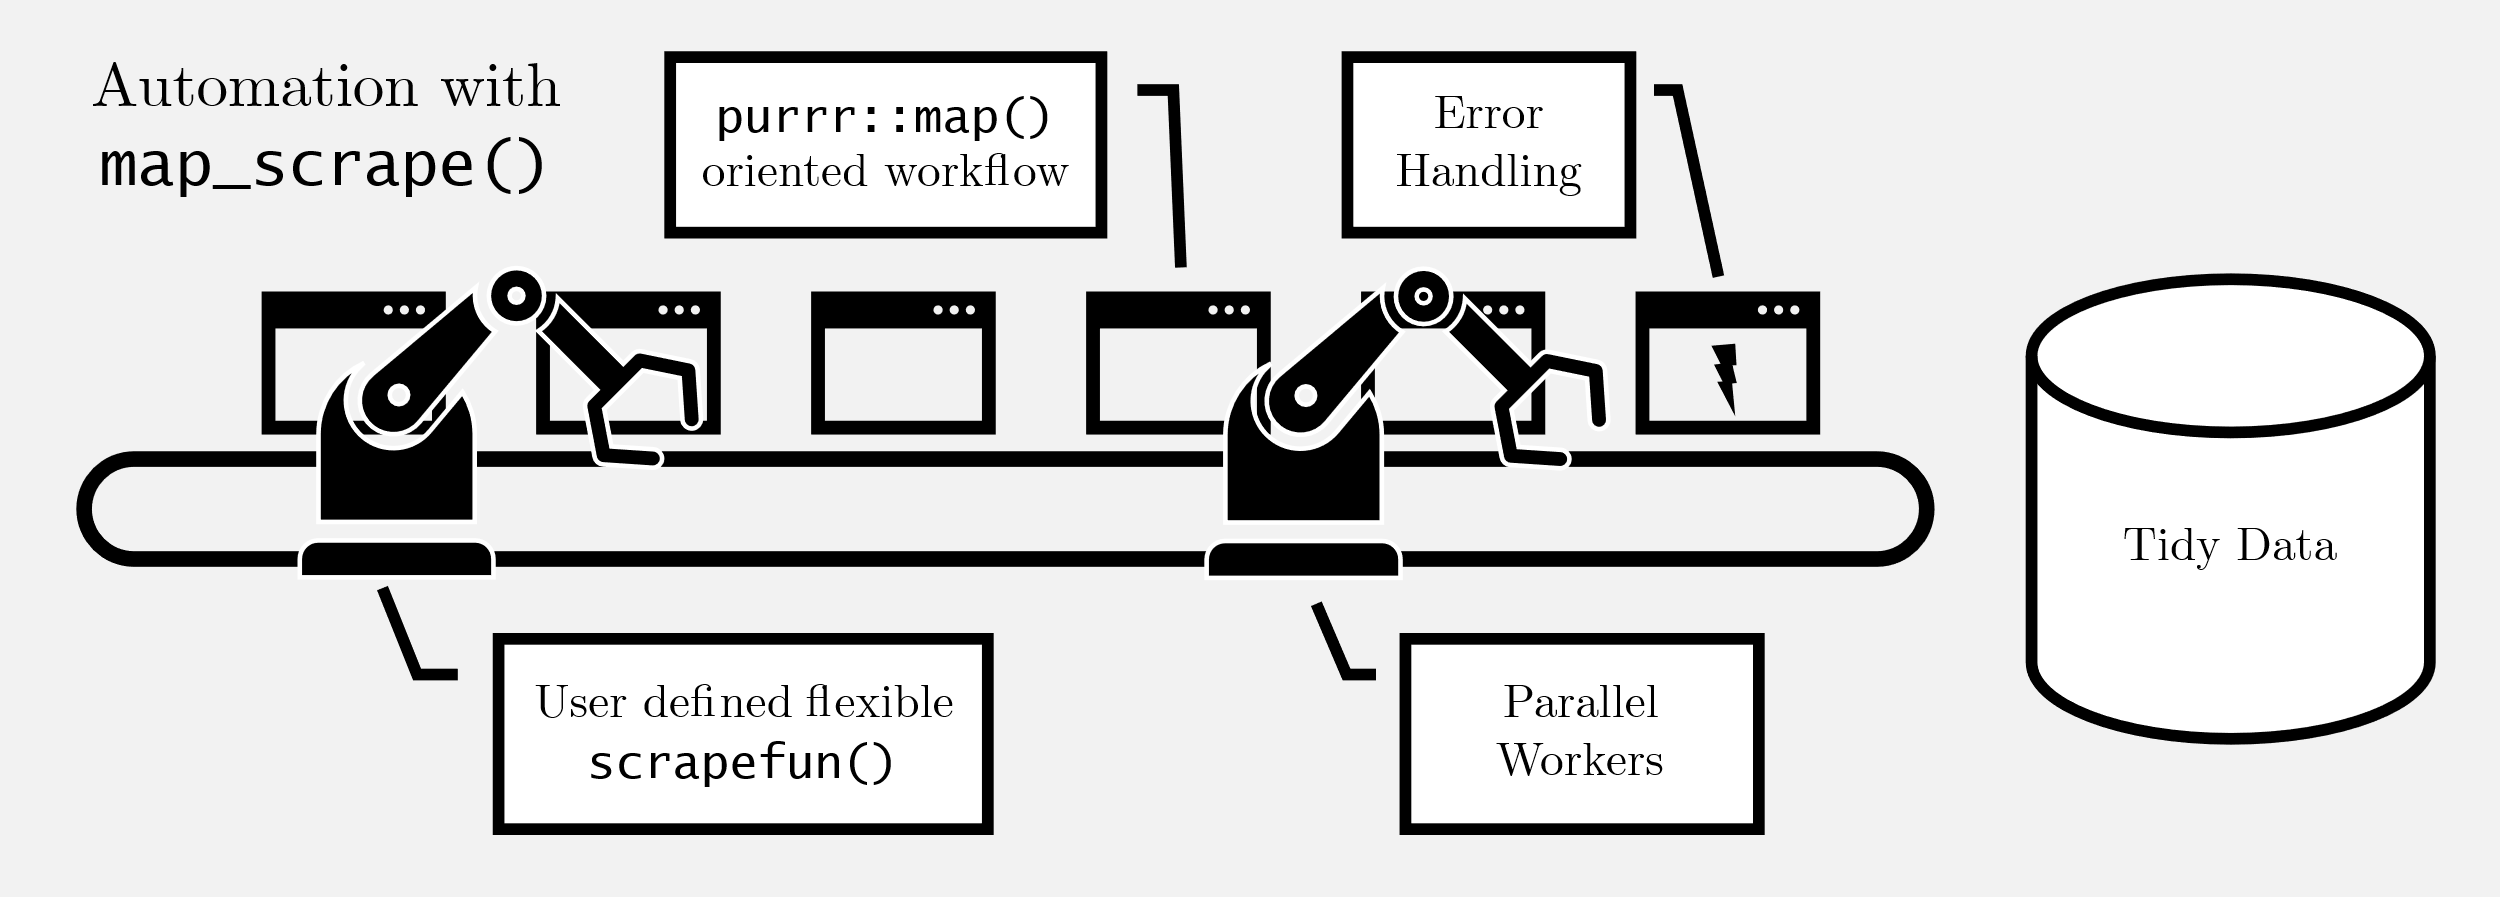 Automation with
map_scrape()
purrr::map()
oriented workflow
Error
Handling
Tidy Data
User defined flexible
scrapefun()
Parallel
Workers